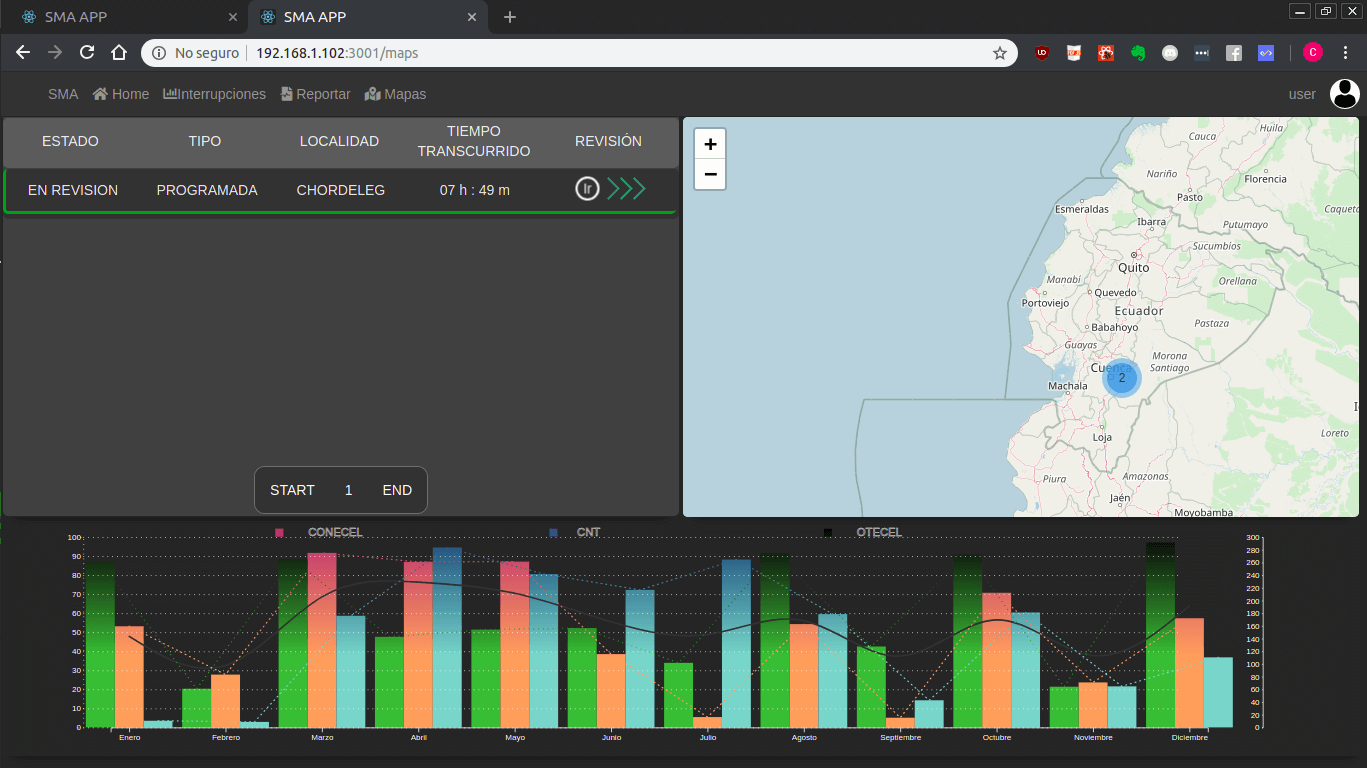 SMA APP
SMA APP
No seguro 192.168.1.102:3001/maps
SMA Home Interrupciones Reportar Mapas user
ESTADO TIPO LOCALIDAD TIEMPO TRANSCURRIDO REVISIÓN
EN REVISION PROGRAMADA CHORDELEG 07 h : 49 m Ir
START 1 END
+
−
Cauca
Huila
Nariño
Florencia
Pasto
Esmeraldas
Caqueta
Ibarra
Putumayo
Sucumbios
Quito
Manabí
Orellana
Quevedo
Portoviejo
Ecuador
Babahoyo
Pastaza
Guayas
Morona
Santiago
Cuenca
2
Machala
Loreto
Loja
Piura
Amazonas
Jaén
Moyobamba
CONECEL CNT OTECEL
100 300
90 280
80 260
70 240
60 220
50 200
40 180
30 160
20 140
10 120
0 100
80
60
40
20
0
Enero Febrero Marzo Abril Mayo Junio Julio Agosto Septiembre Octubre Noviembre Diciembre